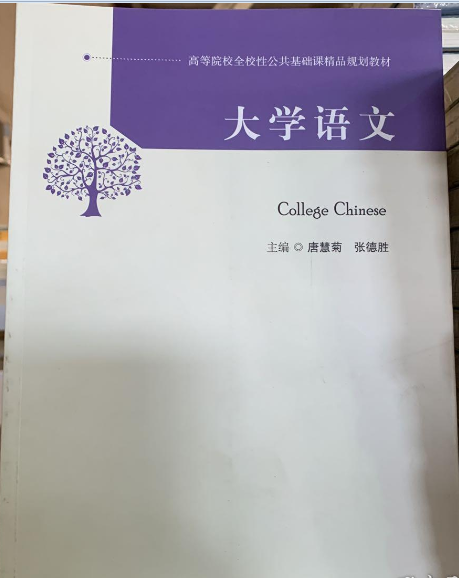 高等院校全校性公共基础课精品规划教材
大学语文
College Chinese
主编 ◎ 唐慧菊 张德胜